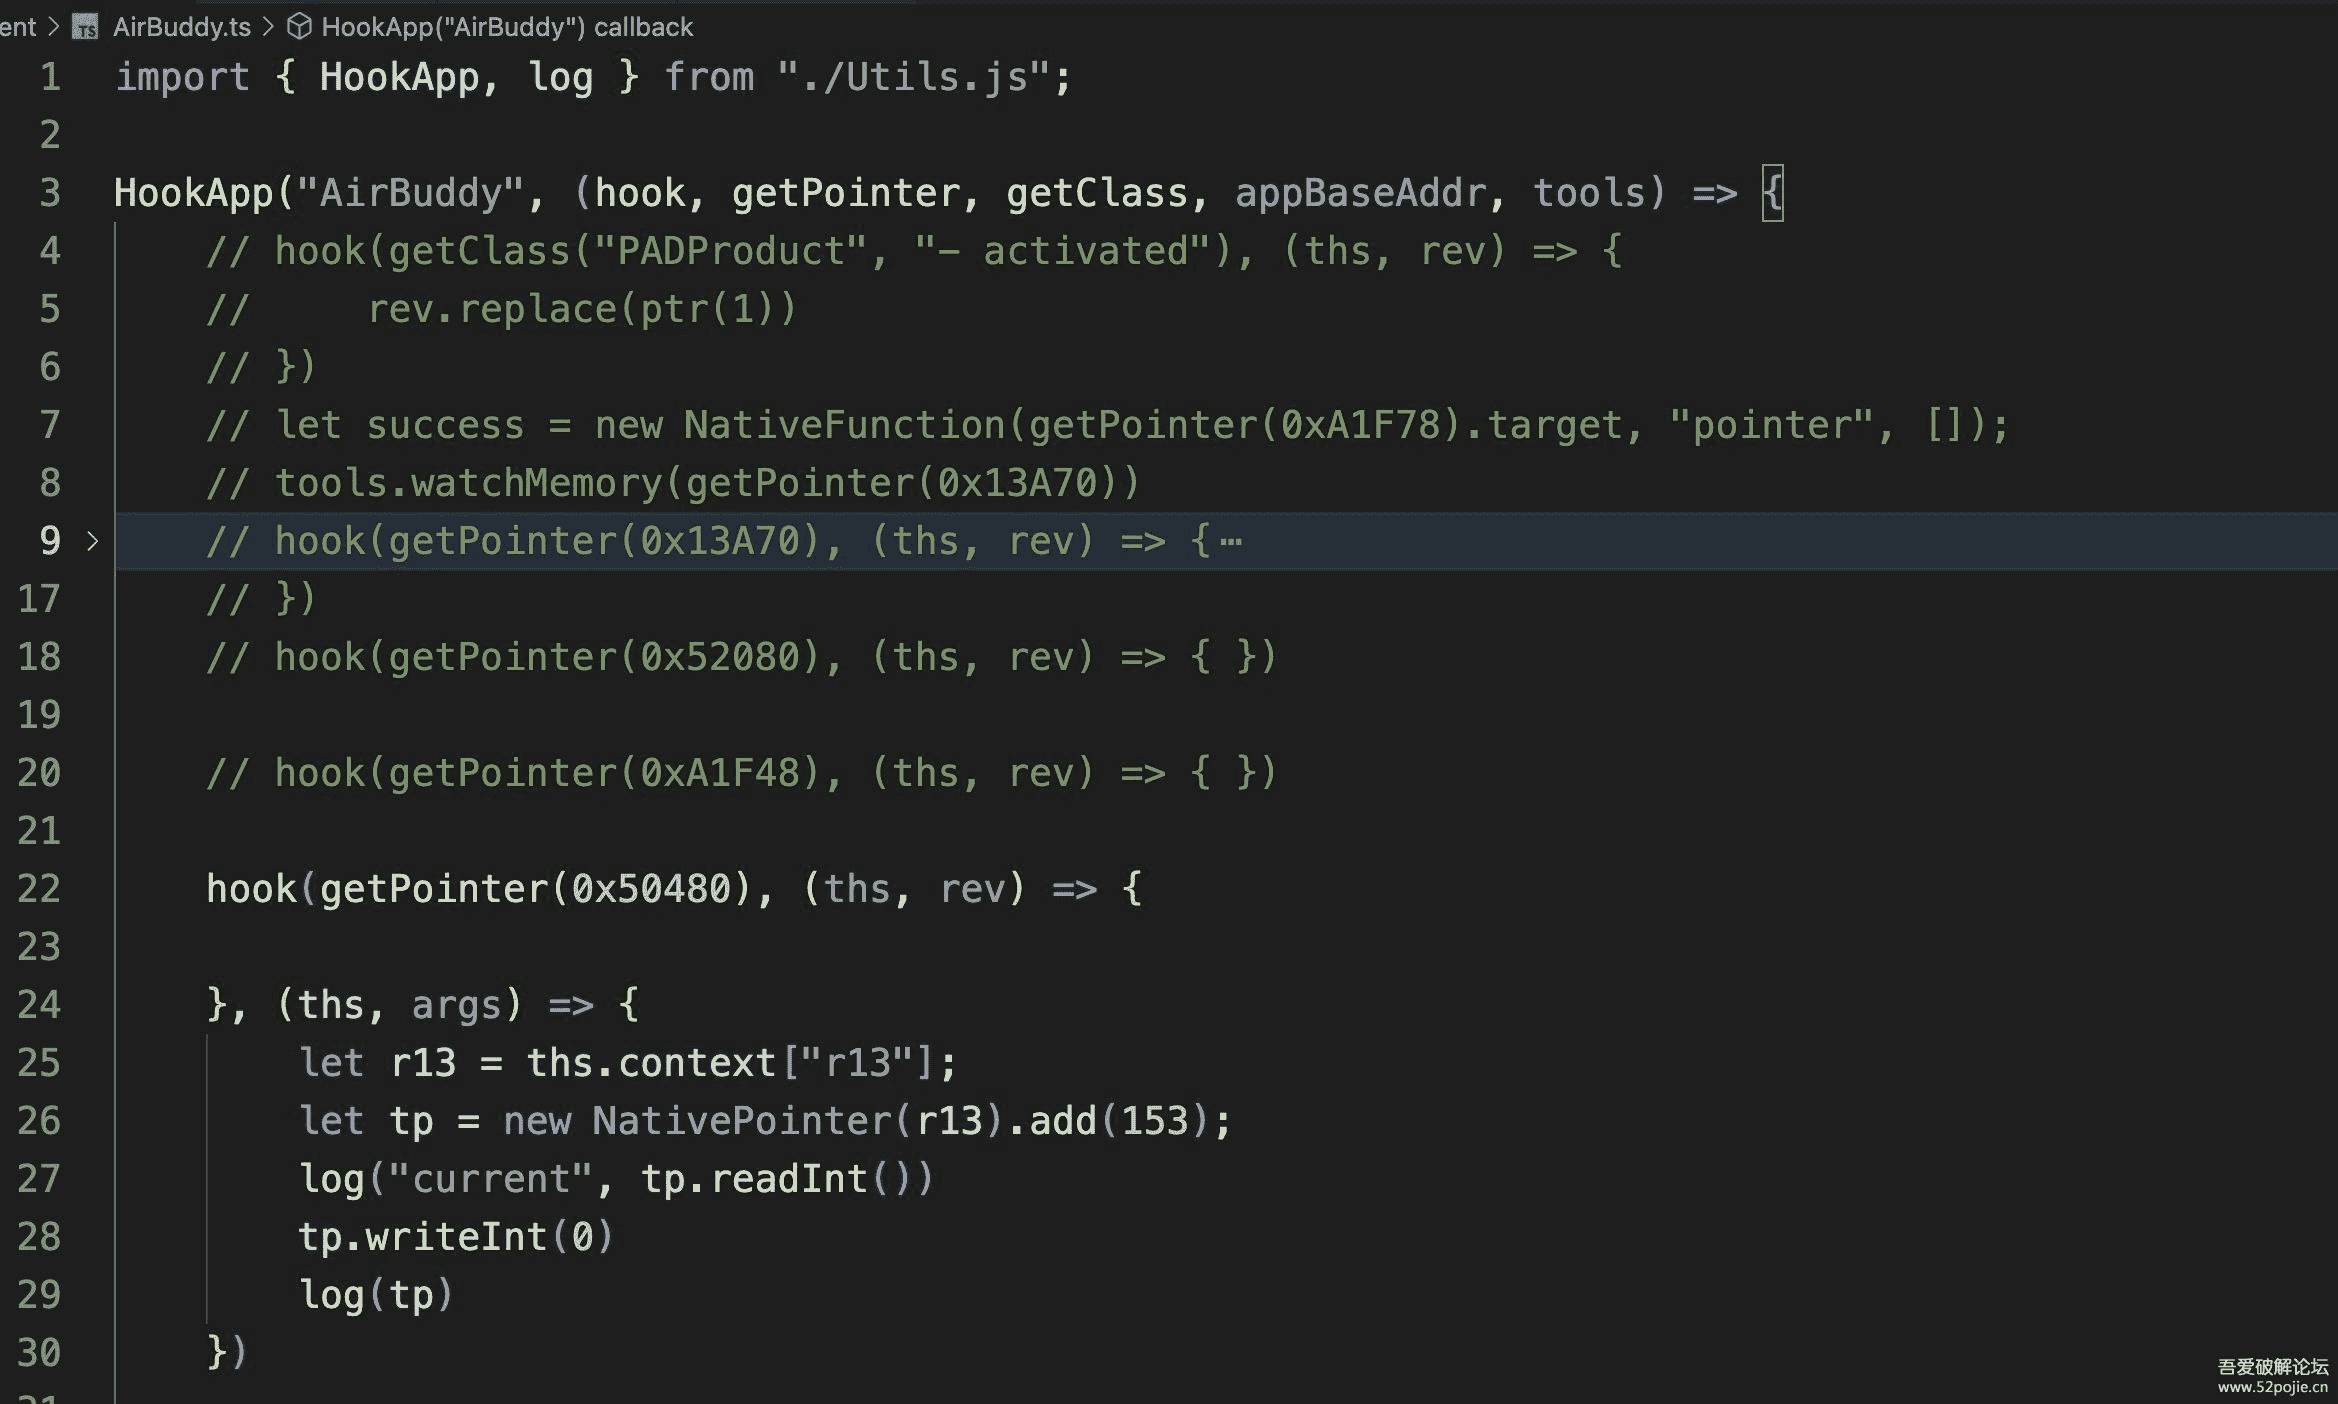 ent > AirBuddy.ts > HookApp("AirBuddy") callback
1 import { HookApp, log } from "./Utils.js";
2
3 HookApp("AirBuddy", (hook, getPointer, getClass, appBaseAddr, tools) => {
4 // hook(getClass("PADProduct", "- activated"), (ths, rev) => {
5 //     rev.replace(ptr(1))
6 // })
7 // let success = new NativeFunction(getPointer(0xA1F78).target, "pointer", []);
8 // tools.watchMemory(getPointer(0x13A70))
9 > // hook(getPointer(0x13A70), (ths, rev) => {⋯
17 // })
18 // hook(getPointer(0x52080), (ths, rev) => { })
19
20 // hook(getPointer(0xA1F48), (ths, rev) => { })
21
22 hook(getPointer(0x50480), (ths, rev) => {
23
24 }, (ths, args) => {
25 let r13 = ths.context["r13"];
26 let tp = new NativePointer(r13).add(153);
27 log("current", tp.readInt())
28 tp.writeInt(0)
29 log(tp)
30 })
吾爱破解论坛
www.52pojie.cn